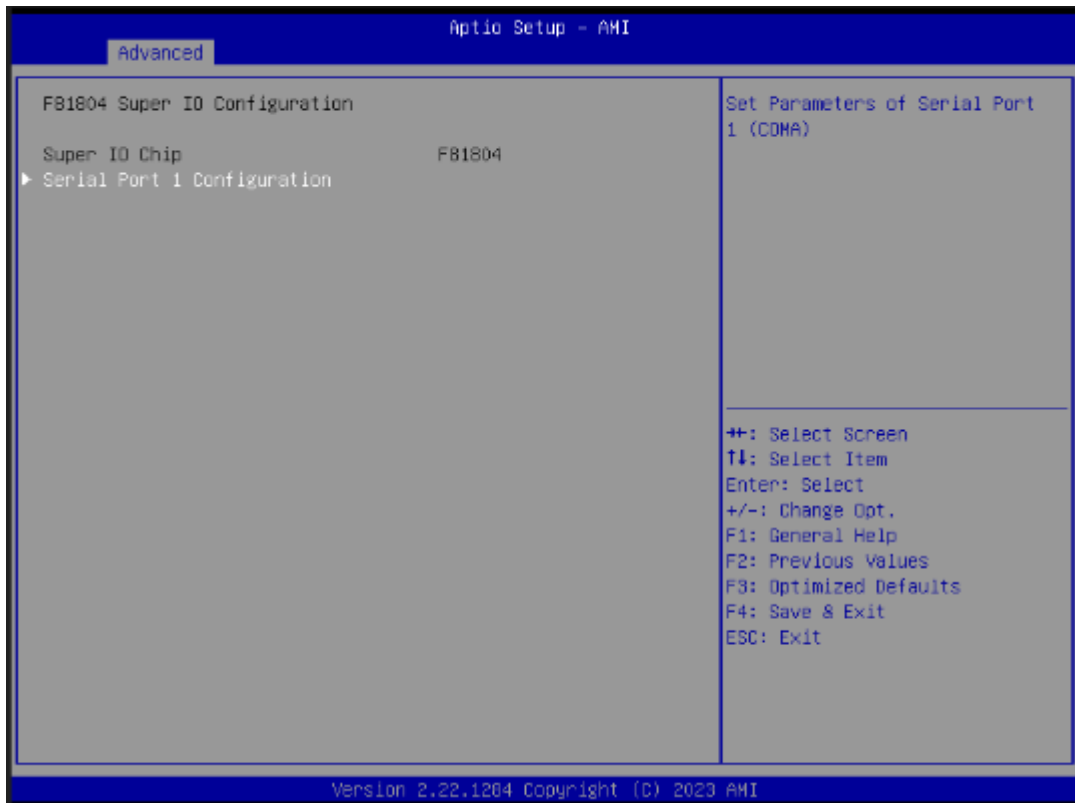 Aptio Setup - AMI
Advanced
F81804 Super IO Configuration
Super IO Chip F81804
Serial Port 1 Configuration
Set Parameters of Serial Port
1 (COMA)
→←: Select Screen
↑↓: Select Item
Enter: Select
+/-: Change Opt.
F1: General Help
F2: Previous Values
F3: Optimized Defaults
F4: Save & Exit
ESC: Exit
Version 2.22.1284 Copyright (C) 2023 AMI